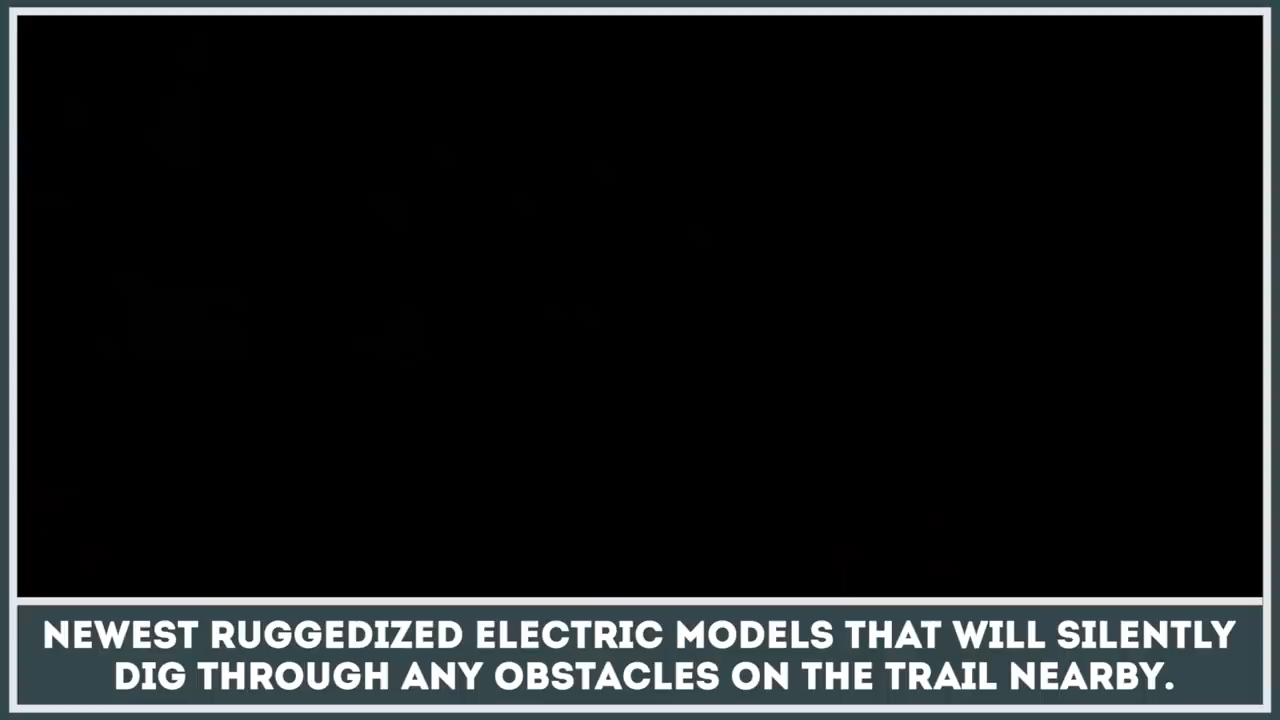 NEWEST RUGGEDIZED ELECTRIC MODELS THAT WILL SILENTLY
DIG THROUGH ANY OBSTACLES ON THE TRAIL NEARBY.